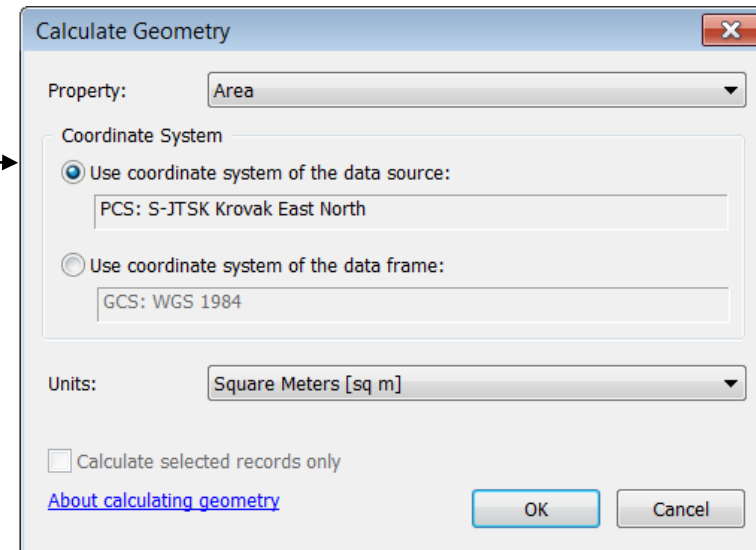 Calculate Geometry
Property: Area
Coordinate System
Use coordinate system of the data source:
PCS: S-JTSK Krovak East North
Use coordinate system of the data frame:
GCS: WGS 1984
Units: Square Meters [sq m]
Calculate selected records only
About calculating geometry OK Cancel